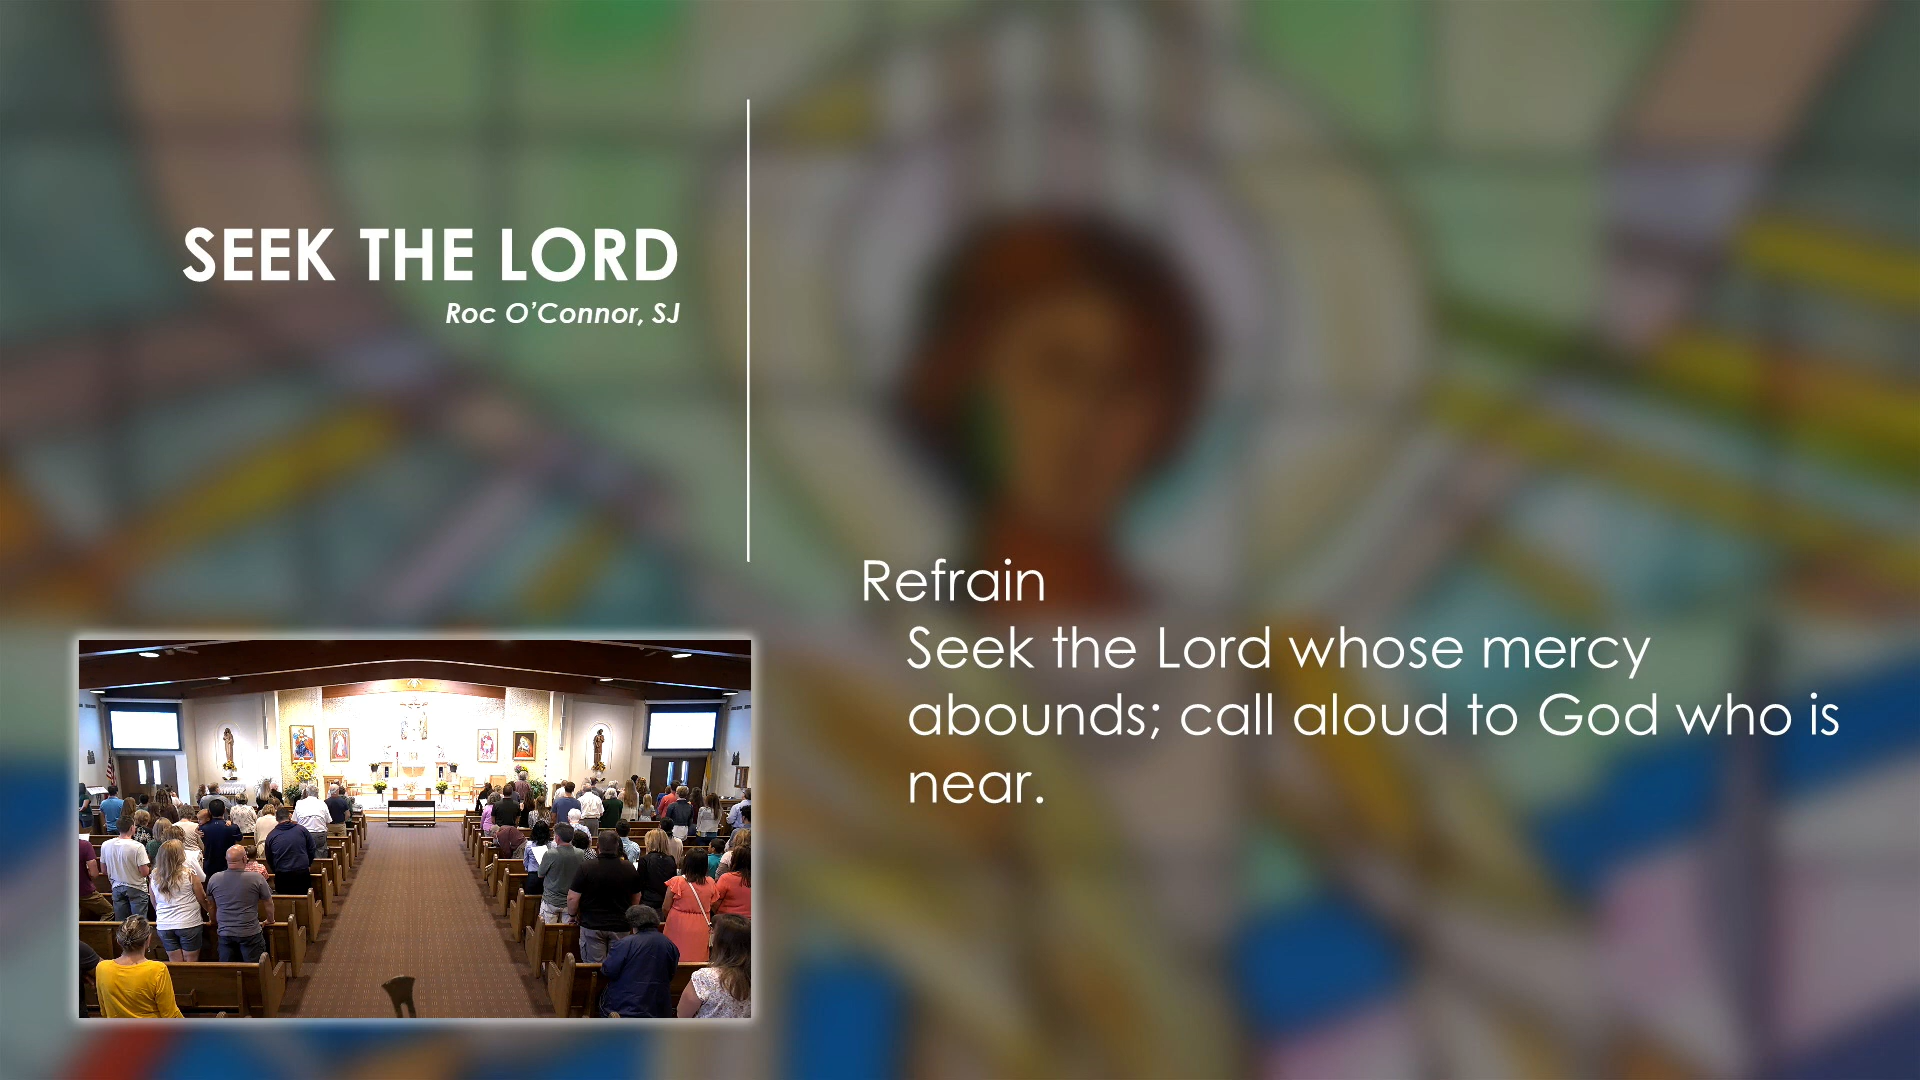 SEEK THE LORD
Roc O’Connor, SJ
Refrain
Seek the Lord whose mercy
abounds; call aloud to God who is
near.